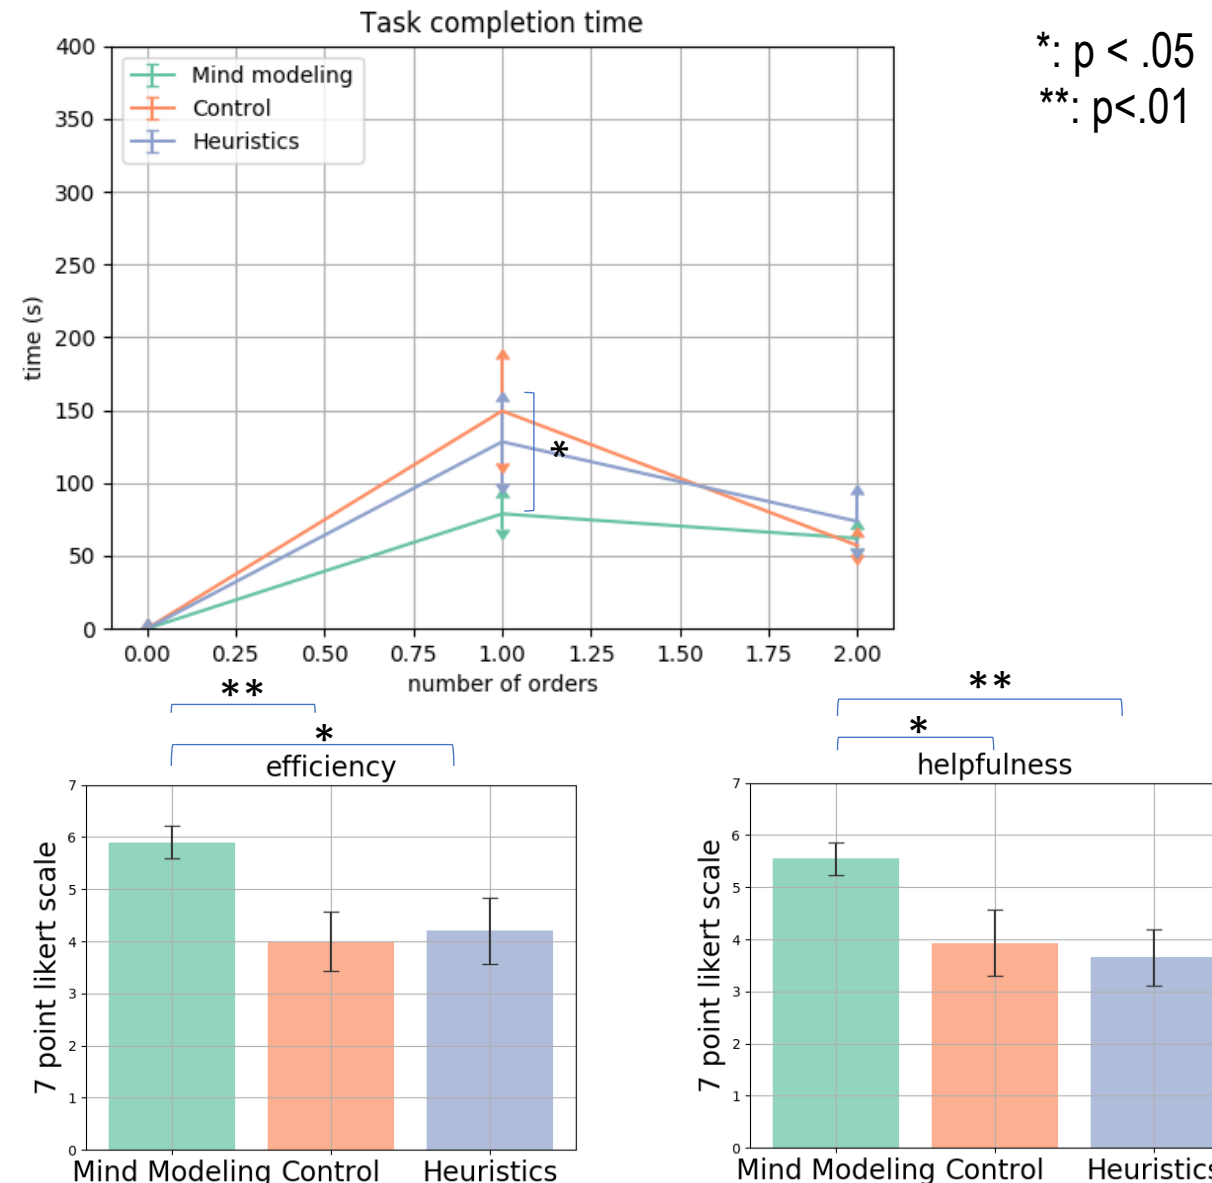 Task completion time
*: p < .05
**: p<.01
400
350
300
250
200
150
100
50
0
time (s)
Mind modeling
Control
Heuristics
*
0.00 0.25 0.50 0.75 1.00 1.25 1.50 1.75 2.00
number of orders
**
*
efficiency
7
6
5
4
3
2
1
0
7 point likert scale
Mind Modeling Control Heuristics
**
*
helpfulness
7
6
5
4
3
2
1
0
7 point likert scale
Mind Modeling Control Heuristics